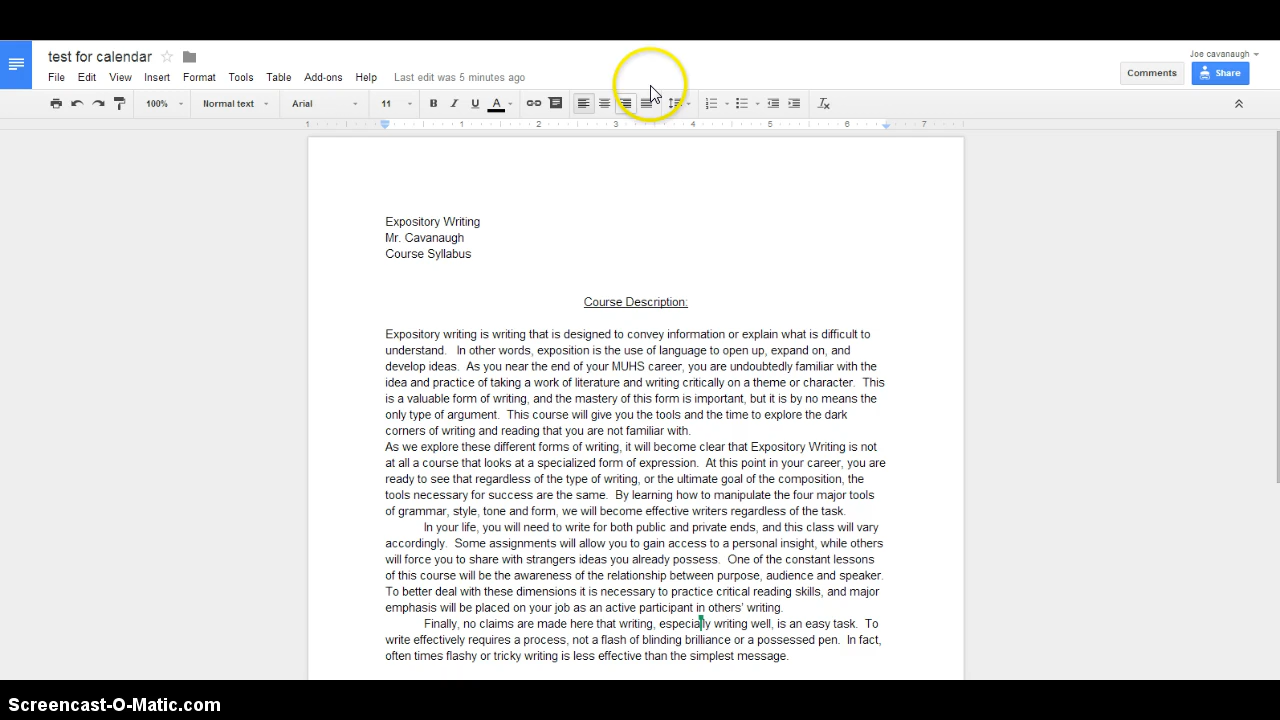 Joe cavanaugh
test for calendar
File Edit View Insert Format Tools Table Add-ons Help Last edit was 5 minutes ago
Comments Share
100% Normal text Arial 11 B I U A
1 1 2 3 4 5 6 7
Expository Writing
Mr. Cavanaugh
Course Syllabus
Course Description:
Expository writing is writing that is designed to convey information or explain what is difficult to
understand. In other words, exposition is the use of language to open up, expand on, and
develop ideas. As you near the end of your MUHS career, you are undoubtedly familiar with the
idea and practice of taking a work of literature and writing critically on a theme or character. This
is a valuable form of writing, and the mastery of this form is important, but it is by no means the
only type of argument. This course will give you the tools and the time to explore the dark
corners of writing and reading that you are not familiar with.
As we explore these different forms of writing, it will become clear that Expository Writing is not
at all a course that looks at a specialized form of expression. At this point in your career, you are
ready to see that regardless of the type of writing, or the ultimate goal of the composition, the
tools necessary for success are the same. By learning how to manipulate the four major tools
of grammar, style, tone and form, we will become effective writers regardless of the task.
In your life, you will need to write for both public and private ends, and this class will vary
accordingly. Some assignments will allow you to gain access to a personal insight, while others
will force you to share with strangers ideas you already possess. One of the constant lessons
of this course will be the awareness of the relationship between purpose, audience and speaker.
To better deal with these dimensions it is necessary to practice critical reading skills, and major
emphasis will be placed on your job as an active participant in others' writing.
Finally, no claims are made here that writing, especially writing well, is an easy task. To
write effectively requires a process, not a flash of blinding brilliance or a possessed pen. In fact,
often times flashy or tricky writing is less effective than the simplest message.
Screencast-O-Matic.com